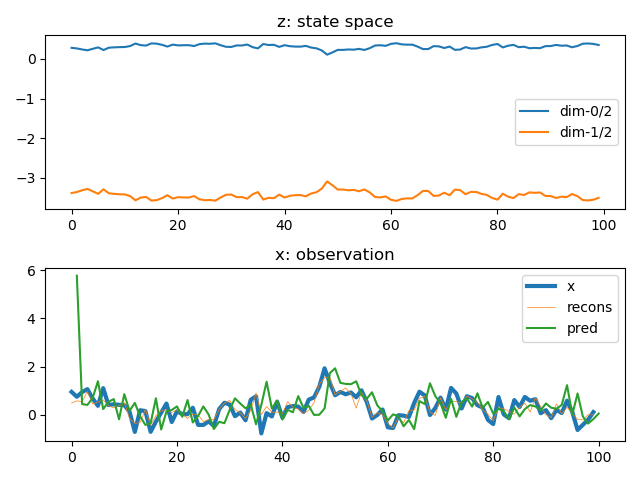 z: state space
0
−1
−2
−3
dim-0/2
dim-1/2
0 20 40 60 80 100
x: observation
6
4
2
0
x
recons
pred
0 20 40 60 80 100